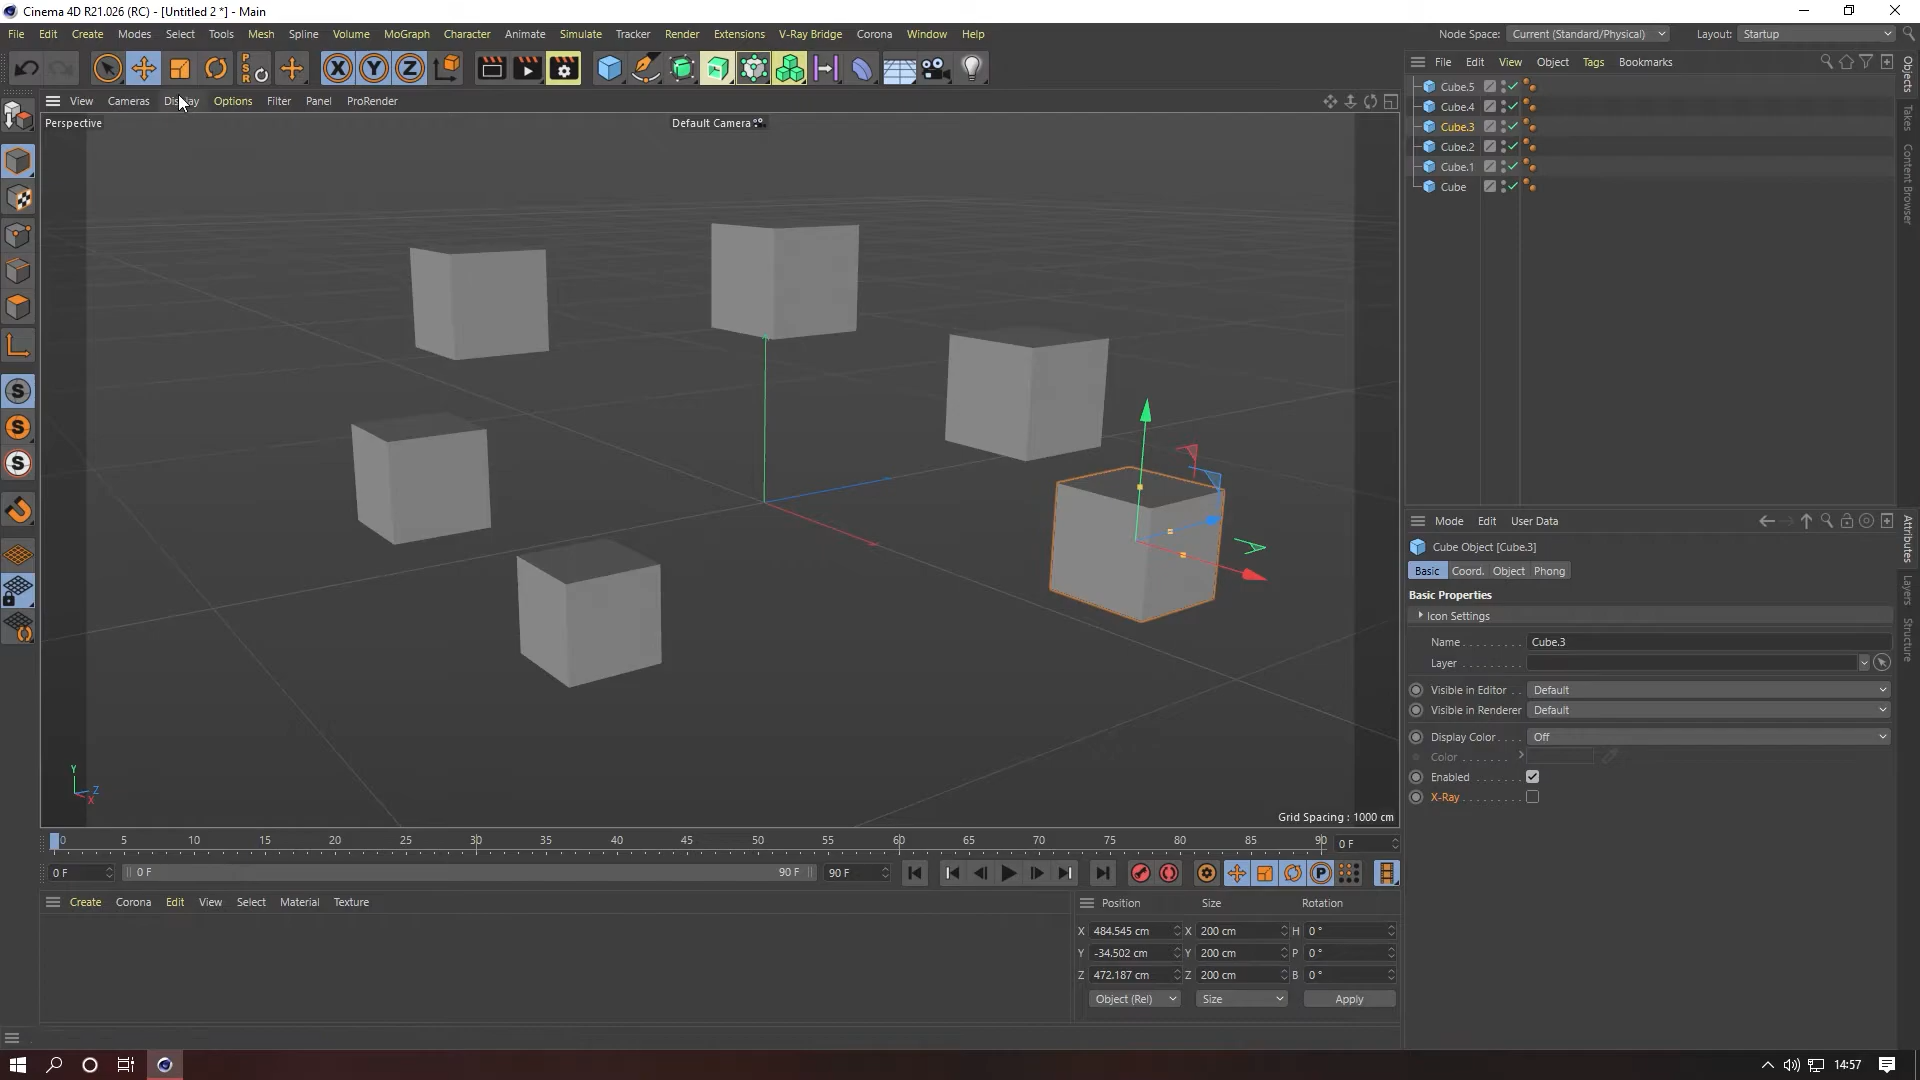 Cinema 4D R21.026 (RC) - [Untitled 2 *] - Main
File Edit Create Modes Select Tools Mesh Spline Volume MoGraph Character Animate Simulate Tracker Render Extensions V-Ray Bridge Corona Window Help Node Space: Current (Standard/Physical) Layout: Startup
PSR X Y Z
File Edit View Object Tags Bookmarks
View Cameras Display Options Filter Panel ProRender
Perspective
Default Camera
Cube.5
Cube.4
Cube.3
Cube.2
Cube.1
Cube
Objects
Takes
Content Browser
S
S
S
Mode Edit User Data
Cube Object [Cube.3]
Basic Coord. Object Phong
Basic Properties
Icon Settings
Name Cube.3
Layer
Visible in Editor Default
Visible in Renderer Default
Display Color Off
Color
Enabled
X-Ray
Attributes
Layers
Structure
Y
Z
X
Grid Spacing : 1000 cm
0 5 10 15 20 25 30 35 40 45 50 55 60 65 70 75 80 85 90 0 F
0 F 0 F 90 F 90 F
P
Create Corona Edit View Select Material Texture
Position Size Rotation
X 484.545 cm X 200 cm H 0 °
Y -34.502 cm Y 200 cm P 0 °
Z 472.187 cm Z 200 cm B 0 °
Object (Rel) Size Apply
14:57